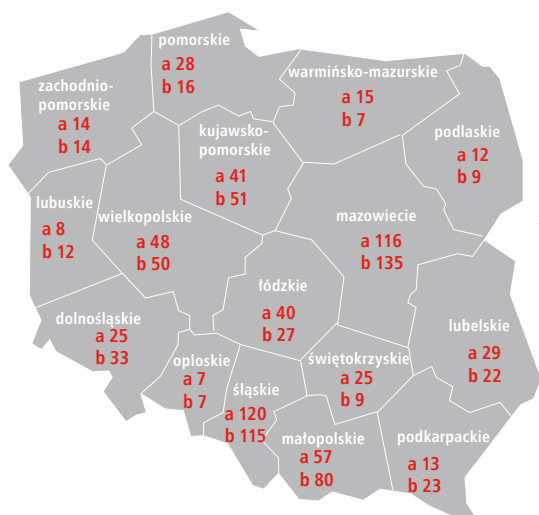 pomorskie
a 28
b 16
warmińsko-mazurskie
a 15
b 7
zachodnio-
pomorskie
a 14
b 14
kujawsko-
pomorskie
a 41
b 51
podlaskie
a 12
b 9
lubuskie
a 8
b 12
wielkopolskie
a 48
b 50
mazowiecie
a 116
b 135
łódzkie
a 40
b 27
dolnośląskie
a 25
b 33
lubelskie
a 29
b 22
oploskie
a 7
b 7
śląskie
a 120
b 115
świętokrzyskie
a 25
b 9
małopolskie
a 57
b 80
podkarpackie
a 13
b 23